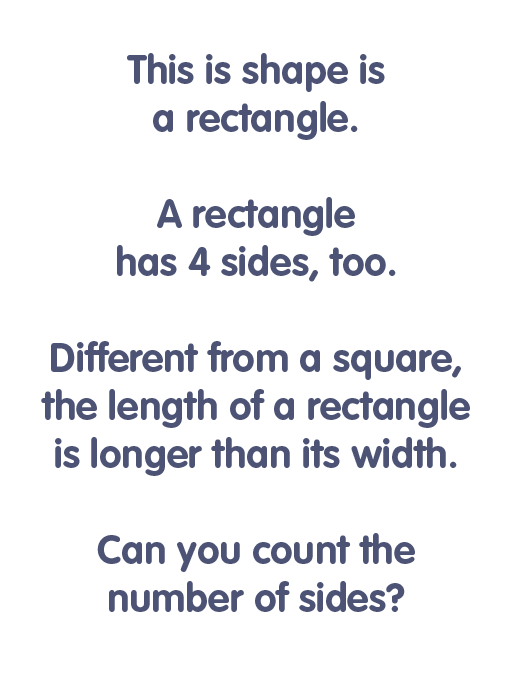 This is shape is
a rectangle.
A rectangle
has 4 sides, too.
Different from a square,
the length of a rectangle
is longer than its width.
Can you count the
number of sides?